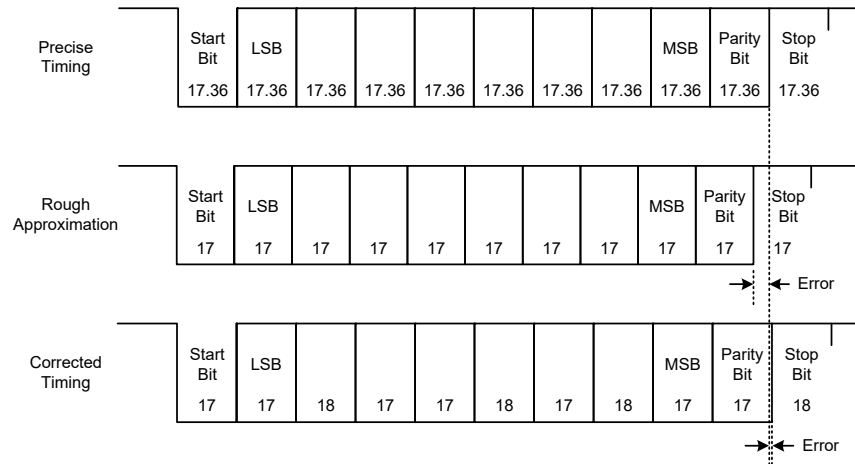 Precise
Timing
Start
Bit
LSB
MSB
Parity
Bit
Stop
Bit
17.36 17.36 17.36 17.36 17.36 17.36 17.36 17.36 17.36 17.36 17.36
Rough
Approximation
Start
Bit
LSB
MSB
Parity
Bit
Stop
Bit
17 17 17 17 17 17 17 17 17 17 17
Error
Corrected
Timing
Start
Bit
LSB
MSB
Parity
Bit
Stop
Bit
17 17 18 17 17 18 17 18 17 17 18
Error